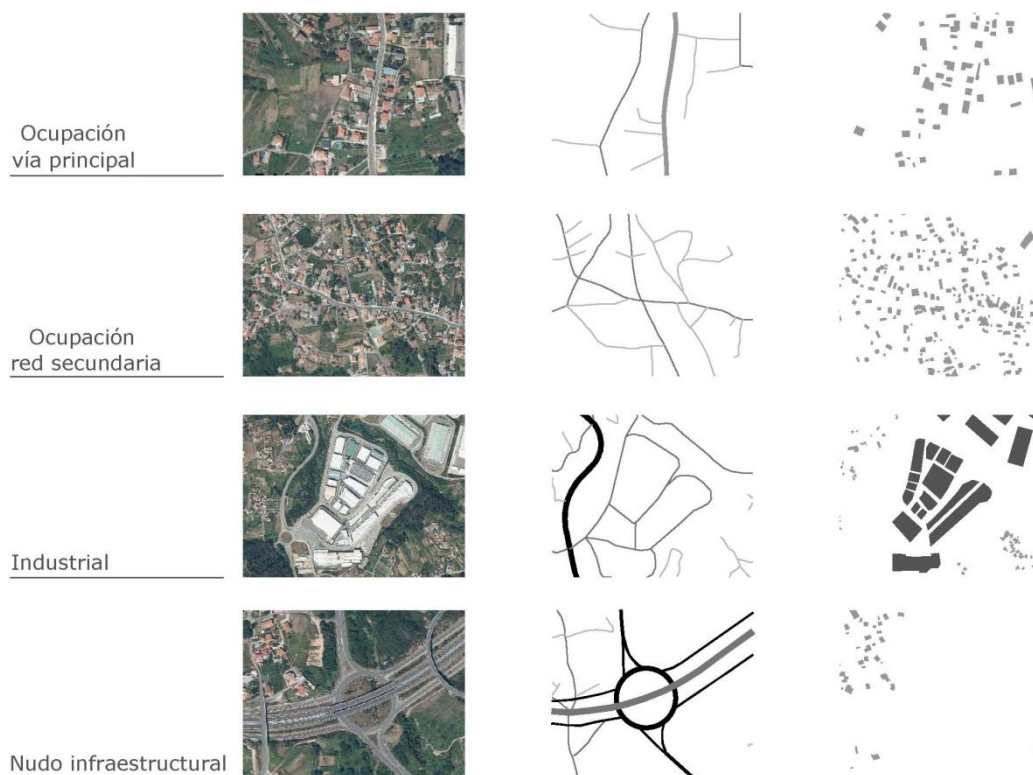 Ocupación
vía principal
Ocupación
red secundaria
Industrial
Nudo infraestructural